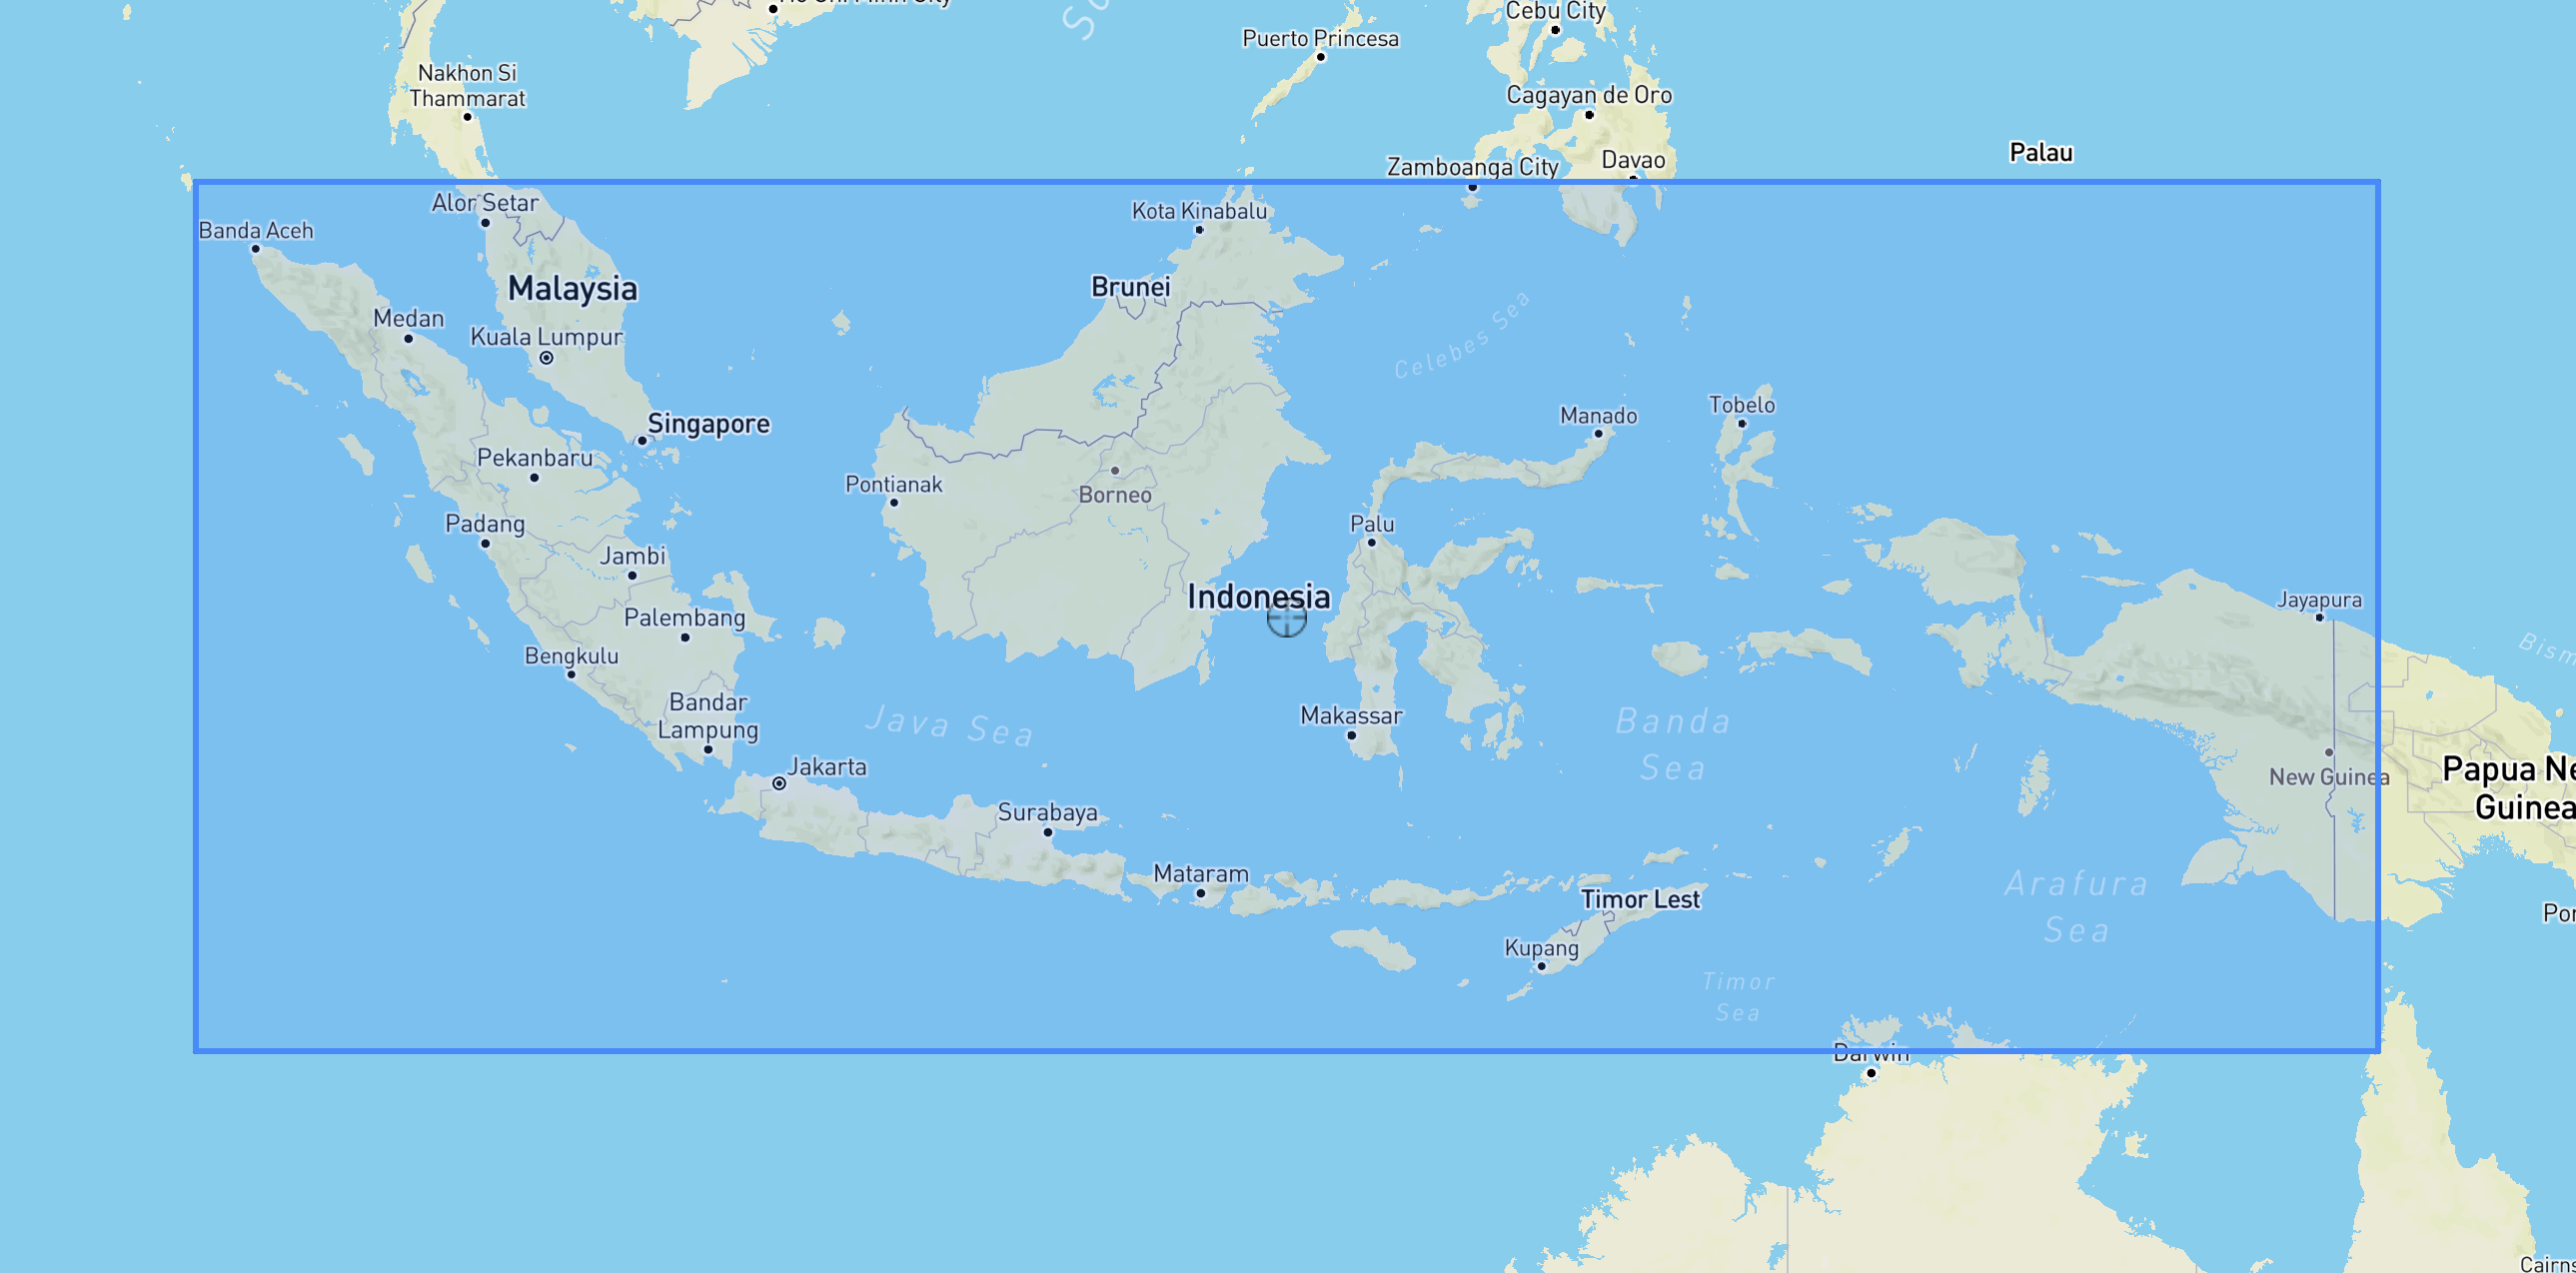 Cebu City
Puerto Princesa
Nakhon Si
Thammarat
Cagayan de Oro
Palau
Davao
Zamboanga City
Alor Setar
Kota Kinabalu
Banda Aceh
Brunei
Malaysia
Medan
Kuala Lumpur
Celebes Sea
Tobelo
Manado
Singapore
Pekanbaru
Pontianak
Borneo
Padang
Palu
Jambi
Indonesia
Jayapura
Palembang
Bengkulu
Bandar
Lampung
Java Sea
Makassar
Banda
Sea
Jakarta
New Guinea
Papua Ne
Guinea
Surabaya
Mataram
Timor Lest
Arafura
Sea
Kupang
Timor
Sea
Darwin
Bism
Por
Cairns